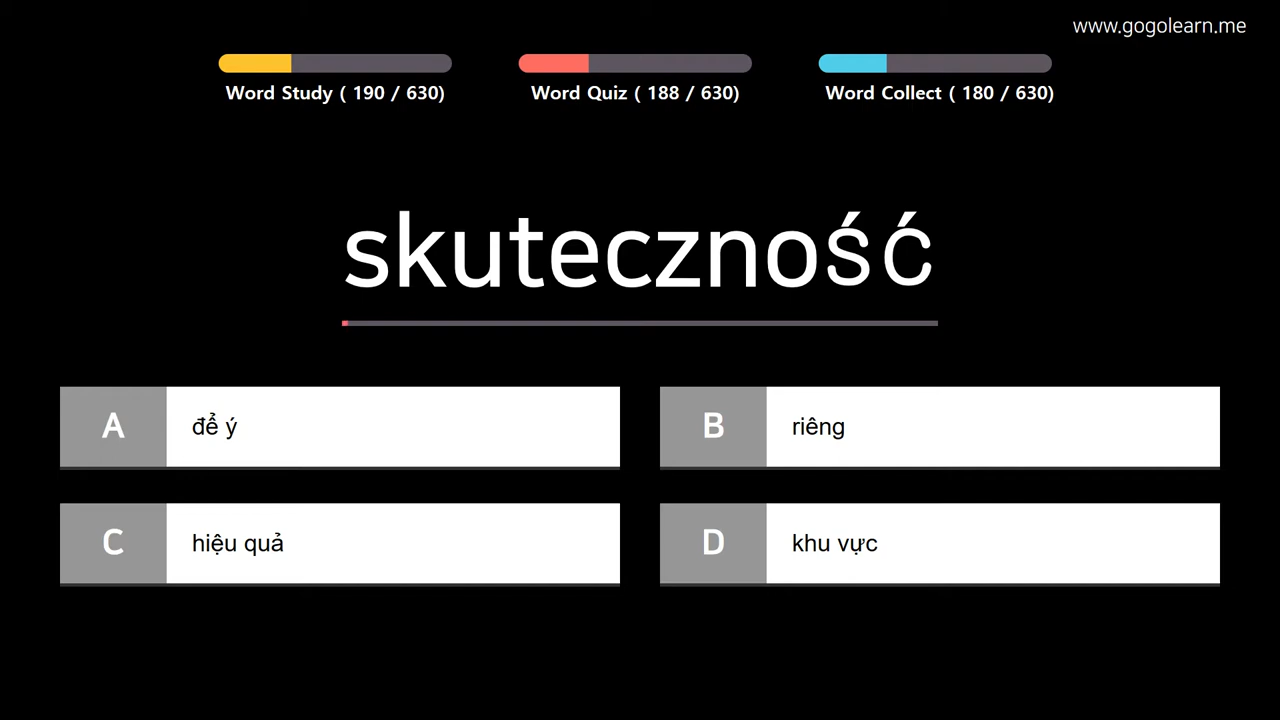 www.gogolearn.me
Word Study ( 190 / 630)
Word Quiz ( 188 / 630)
Word Collect ( 180 / 630)
skuteczność
A để ý
B riêng
C hiệu quả
D khu vực